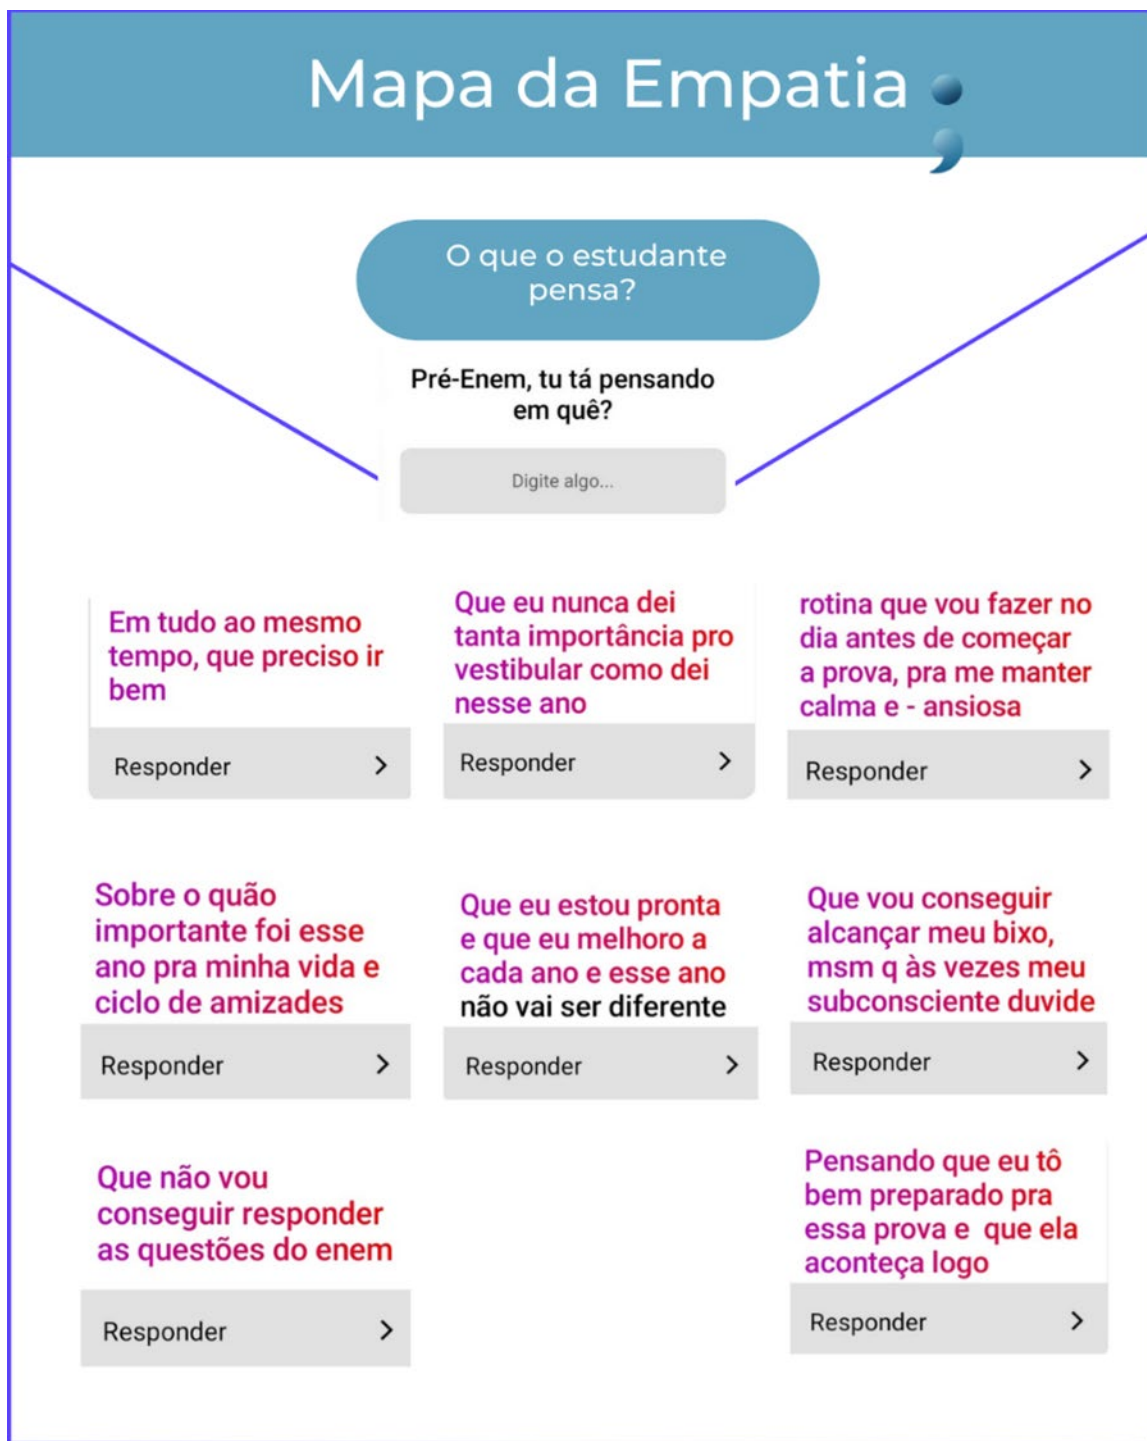 Mapa da Empatia ;
O que o estudante
pensa?
Pré-Enem, tu tá pensando
em quê?
Digite algo...
Em tudo ao mesmo
tempo, que preciso ir
bem
Responder
Que eu nunca dei
tanta importância pro
vestibular como dei
nesse ano
Responder
rotina que vou fazer no
dia antes de começar
a prova, pra me manter
calma e - ansiosa
Responder
Sobre o quão
importante foi esse
ano pra minha vida e
ciclo de amizades
Responder
Que eu estou pronta
e que eu melhoro a
cada ano e esse ano
não vai ser diferente
Responder
Que vou conseguir
alcançar meu bixo,
msm q às vezes meu
subconsciente duvide
Responder
Que não vou
conseguir responder
as questões do enem
Responder
Pensando que eu tô
bem preparado pra
essa prova e que ela
aconteça logo
Responder